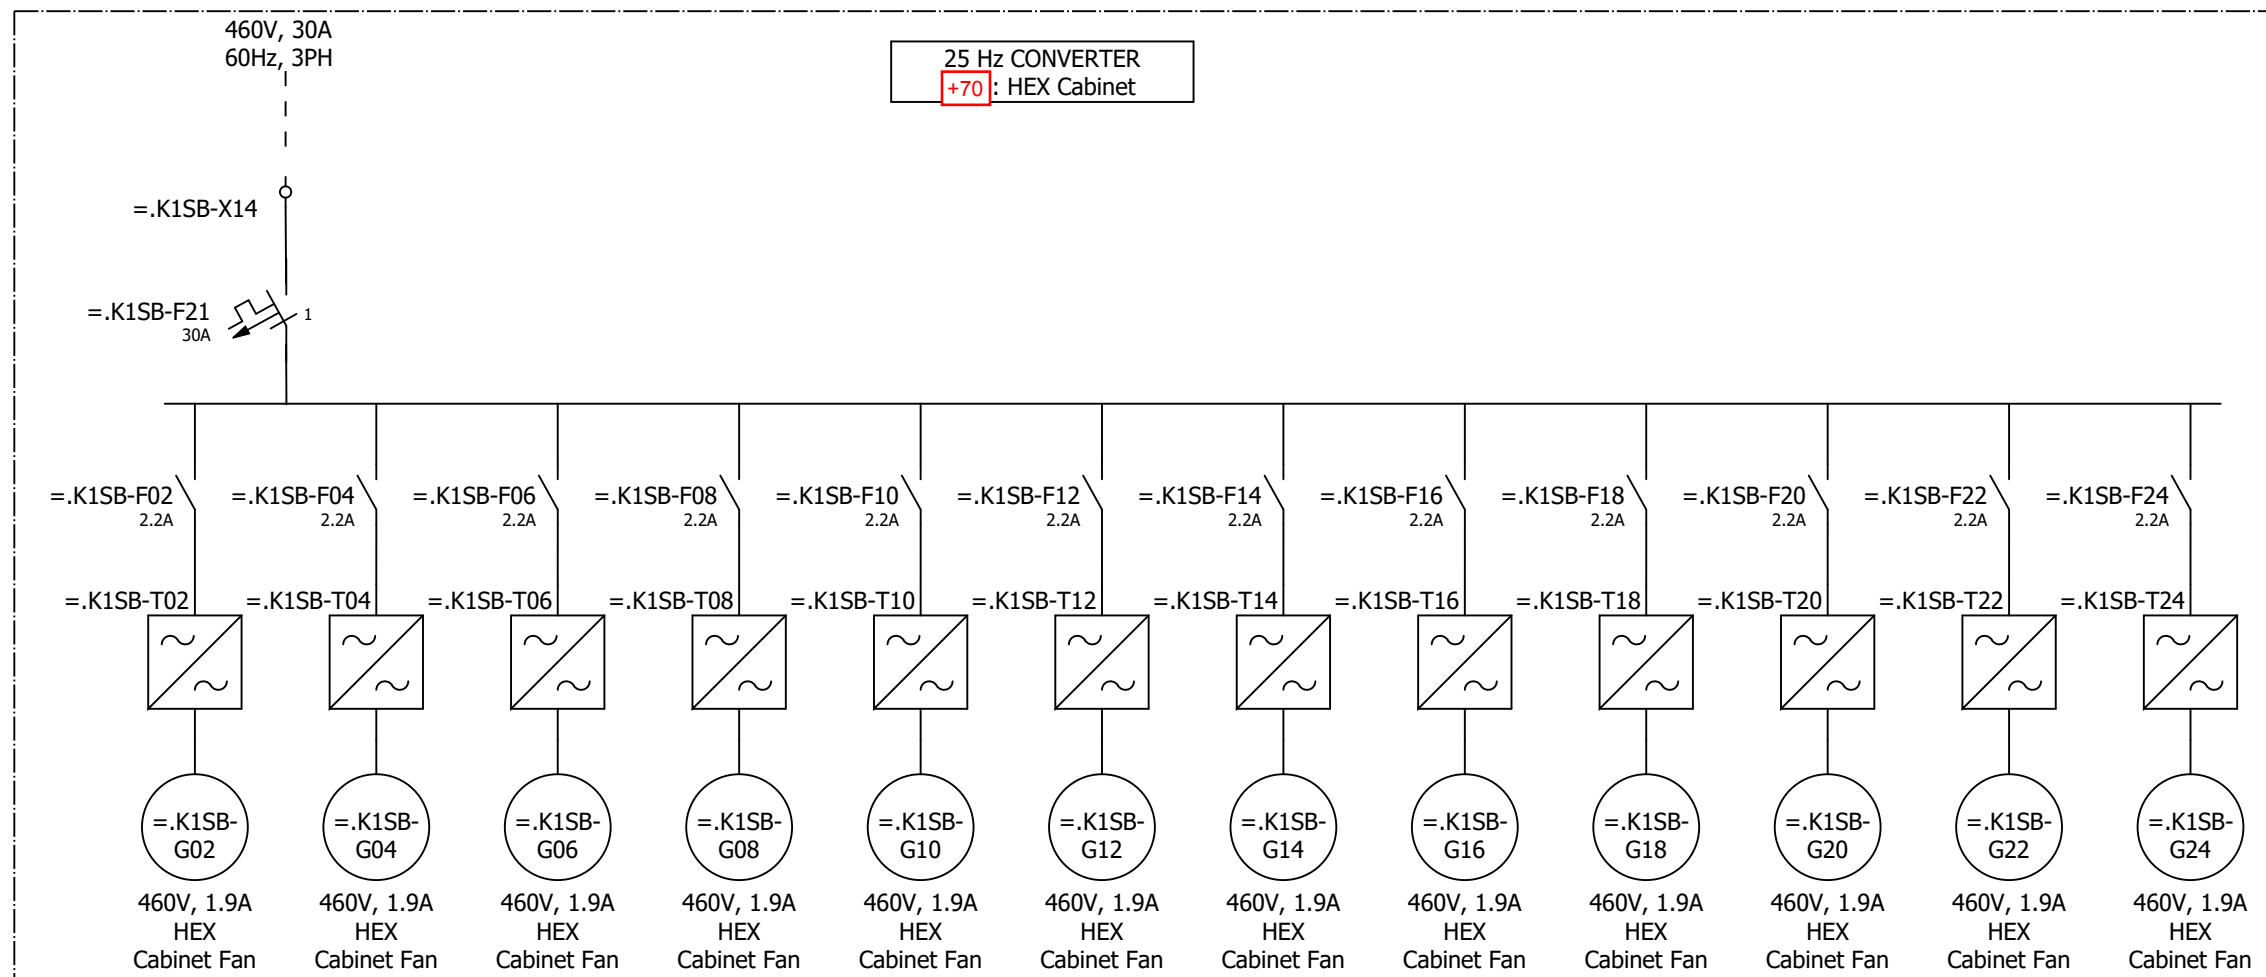 460V, 30A
60Hz, 3PH
25 Hz CONVERTER
+70 : HEX Cabinet
=.K1SB-X14
=.K1SB-F21
30A
1
=.K1SB-F02 =.K1SB-F04 =.K1SB-F06 =.K1SB-F08 =.K1SB-F10 =.K1SB-F12 =.K1SB-F14 =.K1SB-F16 =.K1SB-F18 =.K1SB-F20 =.K1SB-F22 =.K1SB-F24
2.2A 2.2A 2.2A 2.2A 2.2A 2.2A 2.2A 2.2A 2.2A 2.2A 2.2A 2.2A
=.K1SB-T02 =.K1SB-T04 =.K1SB-T06 =.K1SB-T08 =.K1SB-T10 =.K1SB-T12 =.K1SB-T14 =.K1SB-T16 =.K1SB-T18 =.K1SB-T20 =.K1SB-T22 =.K1SB-T24
=.K1SB- =.K1SB- =.K1SB- =.K1SB- =.K1SB- =.K1SB- =.K1SB- =.K1SB- =.K1SB- =.K1SB- =.K1SB- =.K1SB-
G02 G04 G06 G08 G10 G12 G14 G16 G18 G20 G22 G24
460V, 1.9A 460V, 1.9A 460V, 1.9A 460V, 1.9A 460V, 1.9A 460V, 1.9A 460V, 1.9A 460V, 1.9A 460V, 1.9A 460V, 1.9A 460V, 1.9A 460V, 1.9A
HEX HEX HEX HEX HEX HEX HEX HEX HEX HEX HEX HEX
Cabinet Fan Cabinet Fan Cabinet Fan Cabinet Fan Cabinet Fan Cabinet Fan Cabinet Fan Cabinet Fan Cabinet Fan Cabinet Fan Cabinet Fan Cabinet Fan